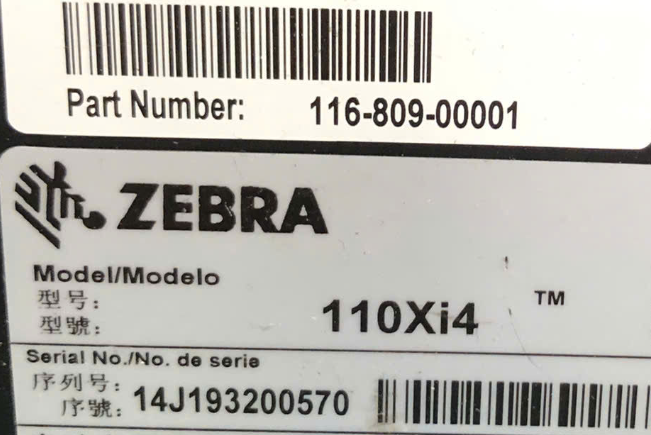 Part Number: 116-809-00001
ZEBRA
Model/Modelo
型号:
型號: 110Xi4 ™
Serial No./No. de serie
序列号:
序號: 14J193200570